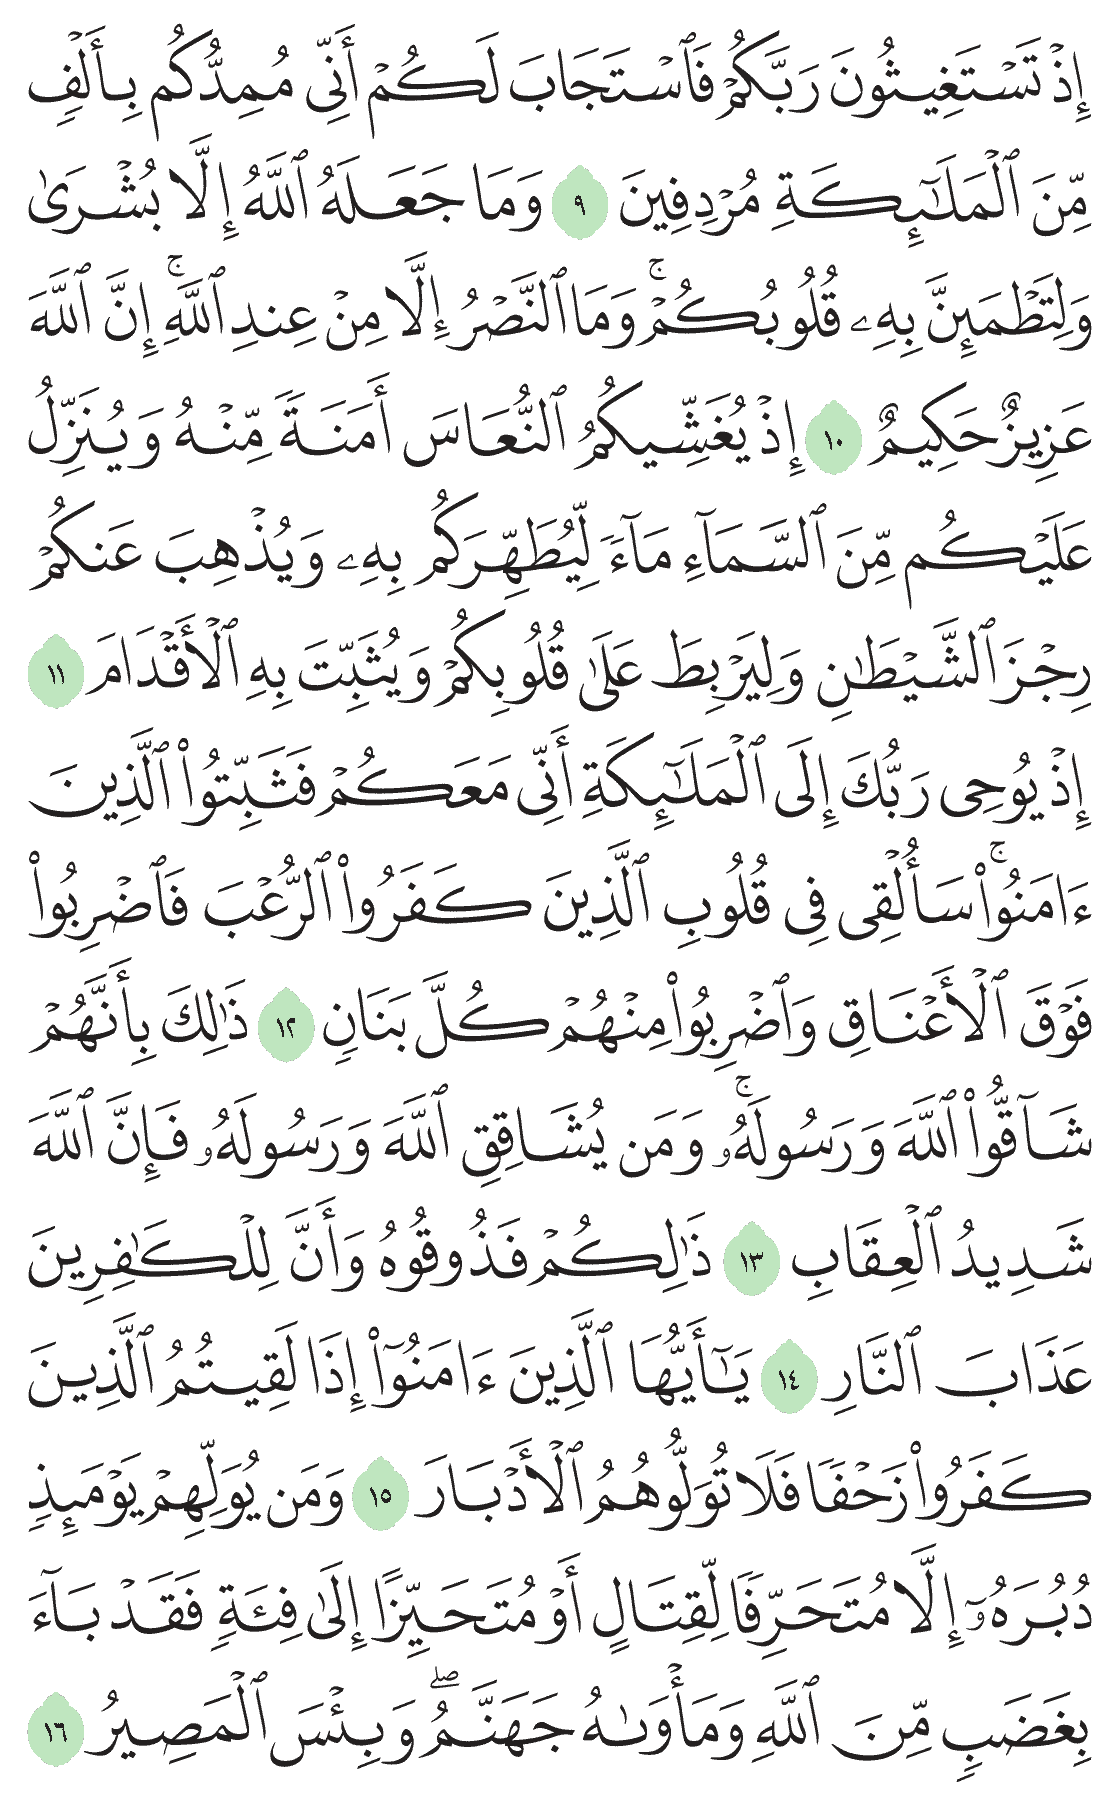 إِذۡ تَسۡتَغِيثُونَ رَبَّكُمۡ فَٱسۡتَجَابَ لَكُمۡ أَنِّي مُمِدُّكُم بِأَلۡفٖ
مِّنَ ٱلۡمَلَـٰٓئِكَةِ مُرۡدِفِينَ ٩ وَمَا جَعَلَهُ ٱللَّهُ إِلَّا بُشۡرَىٰ
وَلِتَطۡمَئِنَّ بِهِۦ قُلُوبُكُمۡۚ وَمَا ٱلنَّصۡرُ إِلَّا مِنۡ عِندِ ٱللَّهِۚ إِنَّ ٱللَّهَ
عَزِيزٌ حَكِيمٌ ١٠ إِذۡ يُغَشِّيكُمُ ٱلنُّعَاسَ أَمَنَةٗ مِّنۡهُ وَيُنَزِّلُ
عَلَيۡكُم مِّنَ ٱلسَّمَآءِ مَآءٗ لِّيُطَهِّرَكُم بِهِۦ وَيُذۡهِبَ عَنكُمۡ
رِجۡزَ ٱلشَّيۡطَـٰنِ وَلِيَرۡبِطَ عَلَىٰ قُلُوبِكُمۡ وَيُثَبِّتَ بِهِ ٱلۡأَقۡدَامَ ١١
إِذۡ يُوحِي رَبُّكَ إِلَى ٱلۡمَلَـٰٓئِكَةِ أَنِّي مَعَكُمۡ فَثَبِّتُواْ ٱلَّذِينَ
ءَامَنُواْۚ سَأُلۡقِي فِي قُلُوبِ ٱلَّذِينَ كَفَرُواْ ٱلرُّعۡبَ فَٱضۡرِبُواْ
فَوۡقَ ٱلۡأَعۡنَاقِ وَٱضۡرِبُواْ مِنۡهُمۡ كُلَّ بَنَانٖ ١٢ ذَٰلِكَ بِأَنَّهُمۡ
شَآقُّواْ ٱللَّهَ وَرَسُولَهُۥۚ وَمَن يُشَاقِقِ ٱللَّهَ وَرَسُولَهُۥ فَإِنَّ ٱللَّهَ
شَدِيدُ ٱلۡعِقَابِ ١٣ ذَٰلِكُمۡ فَذُوقُوهُ وَأَنَّ لِلۡكَـٰفِرِينَ
عَذَابَ ٱلنَّارِ ١٤ يَـٰٓأَيُّهَا ٱلَّذِينَ ءَامَنُوٓاْ إِذَا لَقِيتُمُ ٱلَّذِينَ
كَفَرُواْ زَحۡفٗا فَلَا تُوَلُّوهُمُ ٱلۡأَدۡبَارَ ١٥ وَمَن يُوَلِّهِمۡ يَوۡمَئِذٖ
دُبُرَهُۥٓ إِلَّا مُتَحَرِّفٗا لِّقِتَالٍ أَوۡ مُتَحَيِّزًا إِلَىٰ فِئَةٖ فَقَدۡ بَآءَ
بِغَضَبٖ مِّنَ ٱللَّهِ وَمَأۡوَىٰهُ جَهَنَّمُۖ وَبِئۡسَ ٱلۡمَصِيرُ ١٦